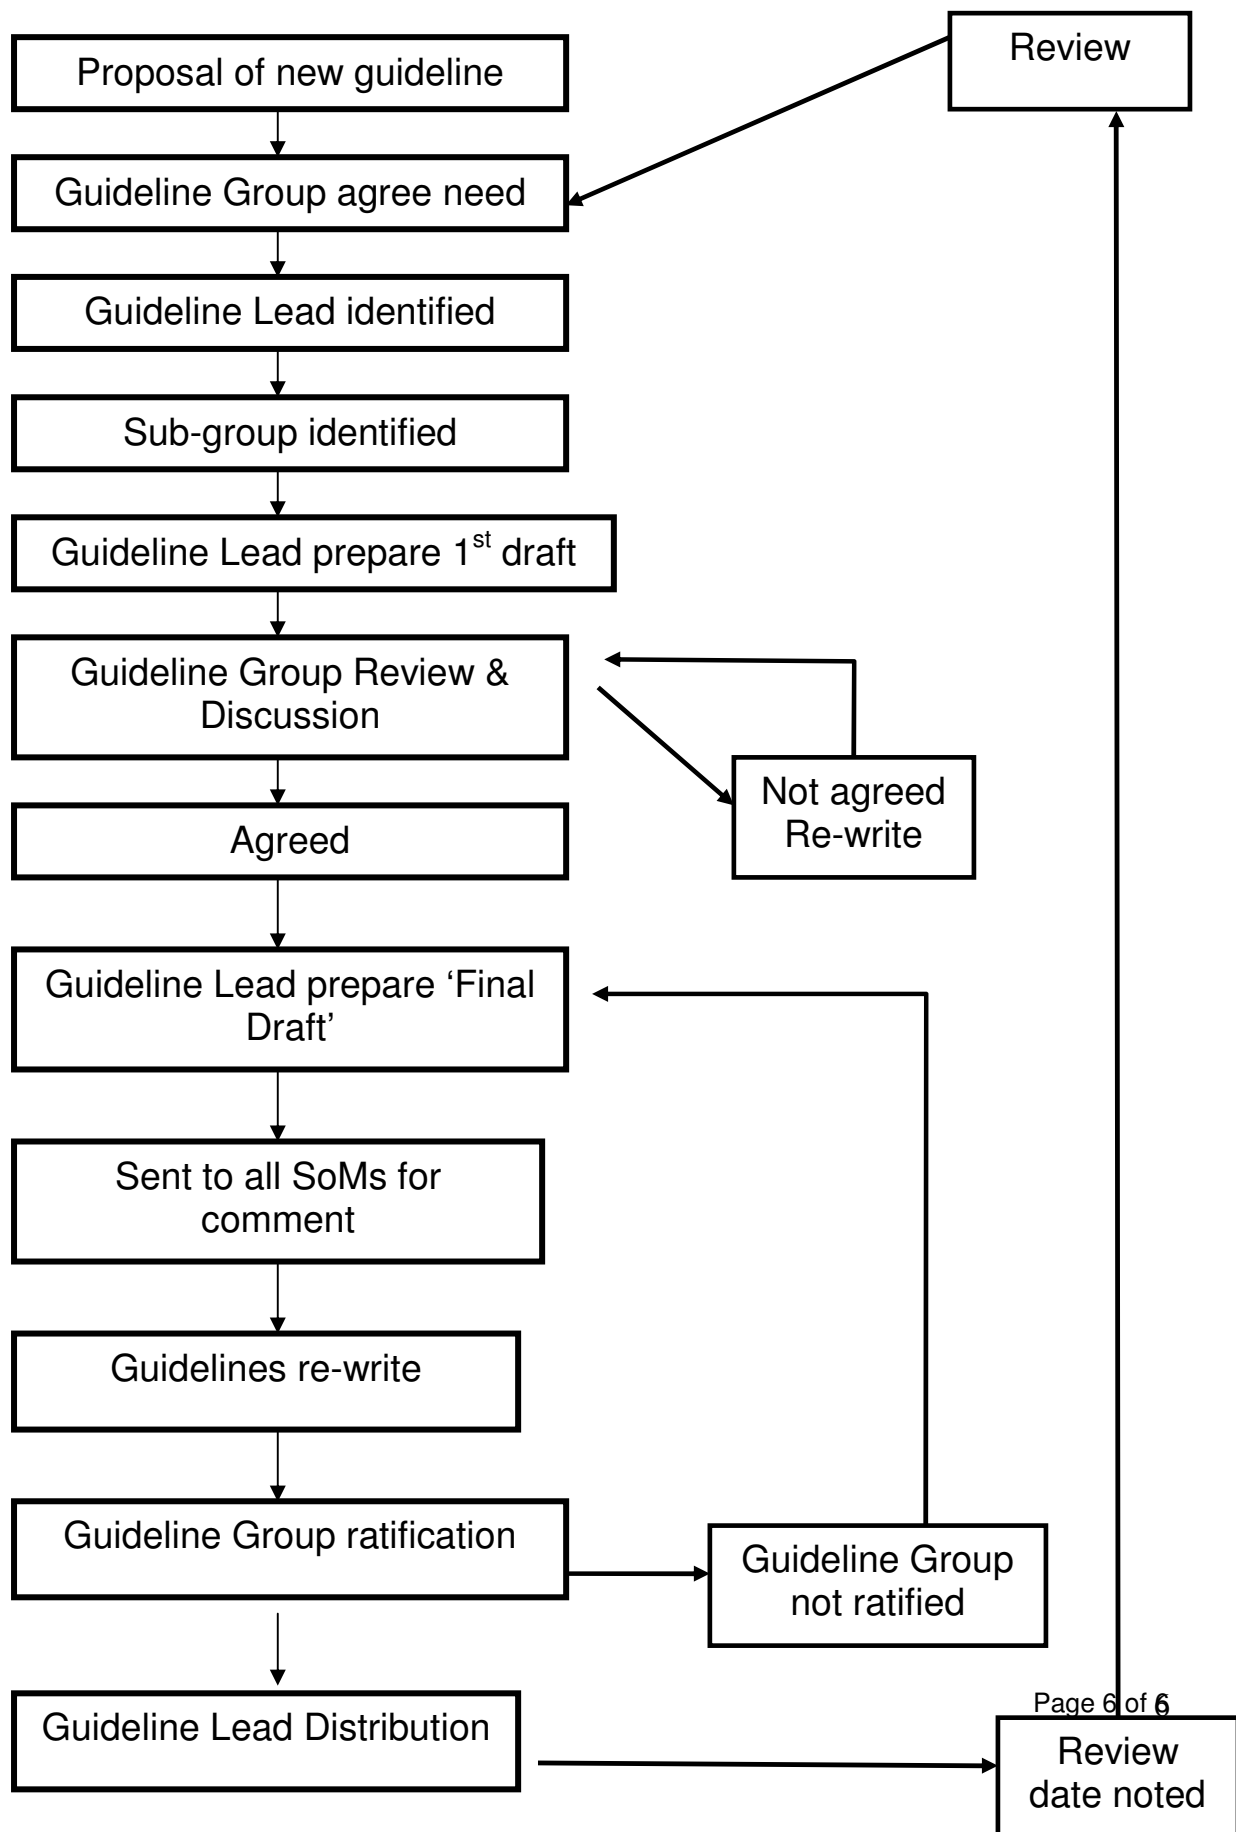 Review
Proposal of new guideline
Guideline Group agree need
Guideline Lead identified
Sub-group identified
Guideline Lead prepare 1st draft
Guideline Group Review &
Discussion
Not agreed
Re-write
Agreed
Guideline Lead prepare ‘Final
Draft’
Sent to all SoMs for
comment
Guidelines re-write
Guideline Group ratification
Guideline Group
not ratified
Guideline Lead Distribution
Page 6 of 6
Review
date noted